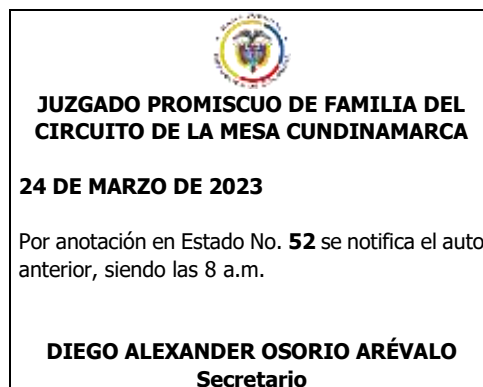 JUZGADO PROMISCUO DE FAMILIA DEL
CIRCUITO DE LA MESA CUNDINAMARCA
24 DE MARZO DE 2023
Por anotación en Estado No. 52 se notifica el auto
anterior, siendo las 8 a.m.
DIEGO ALEXANDER OSORIO ARÉVALO
Secretario